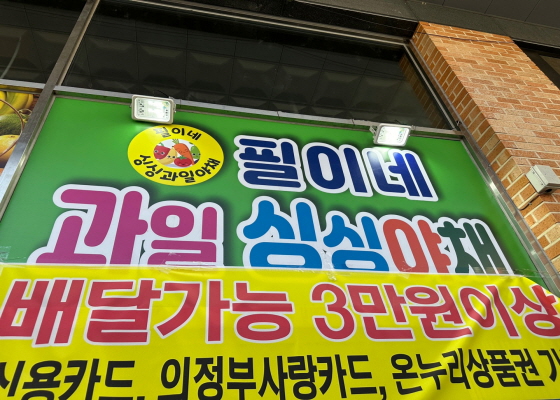 필이네
싱싱과일야채
필이네
과일 싱싱야채
배달가능 3만원이상
신용카드, 의정부사랑카드, 온누리상품권